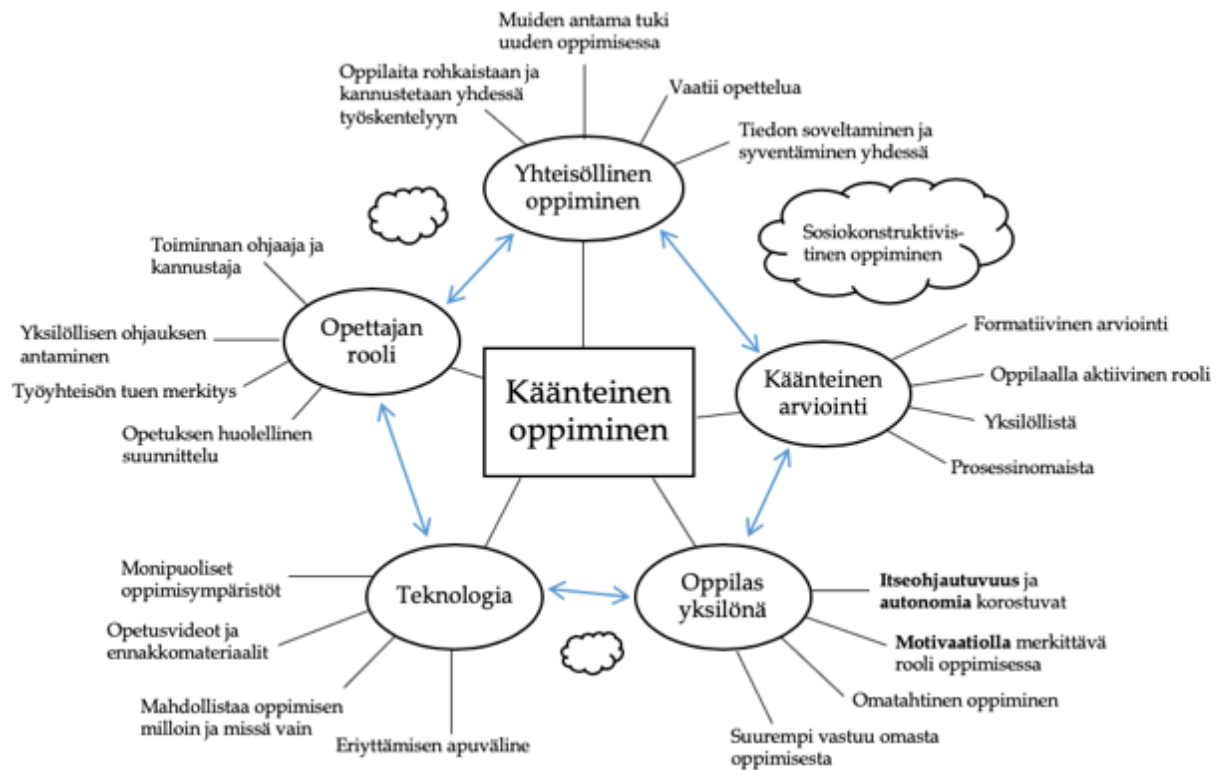 Muiden antama tuki
uuden oppimisessa
Oppilaita rohkaistaan ja
kannustetaan yhdessä
työskentelyyn
Vaatii opettelua
Tiedon soveltaminen ja
syventäminen yhdessä
Yhteisöllinen
oppiminen
Sosiokonstruktivis-
tinen oppiminen
Toiminnan ohjaaja ja
kannustaja
Yksilöllisen ohjauksen
antaminen
Työyhteisön tuen merkitys
Opetuksen huolellinen
suunnittelu
Opettajan
rooli
Käänteinen
oppiminen
Käänteinen
arviointi
Formatiivinen arviointi
Oppilaalla aktiivinen rooli
Yksilöllistä
Prosessinomaista
Monipuoliset
oppimisympäristöt
Opetusvideot ja
ennakkomateriaalit
Mahdollistaa oppimisen
milloin ja missä vain
Eriyttämisen apuväline
Teknologia
Oppilas
yksilönä
Itseohjautuvuus ja
autonomia korostuvat
Motivaatiolla merkittävä
rooli oppimisessa
Omatahtinen oppiminen
Suurempi vastuu omasta
oppimisesta